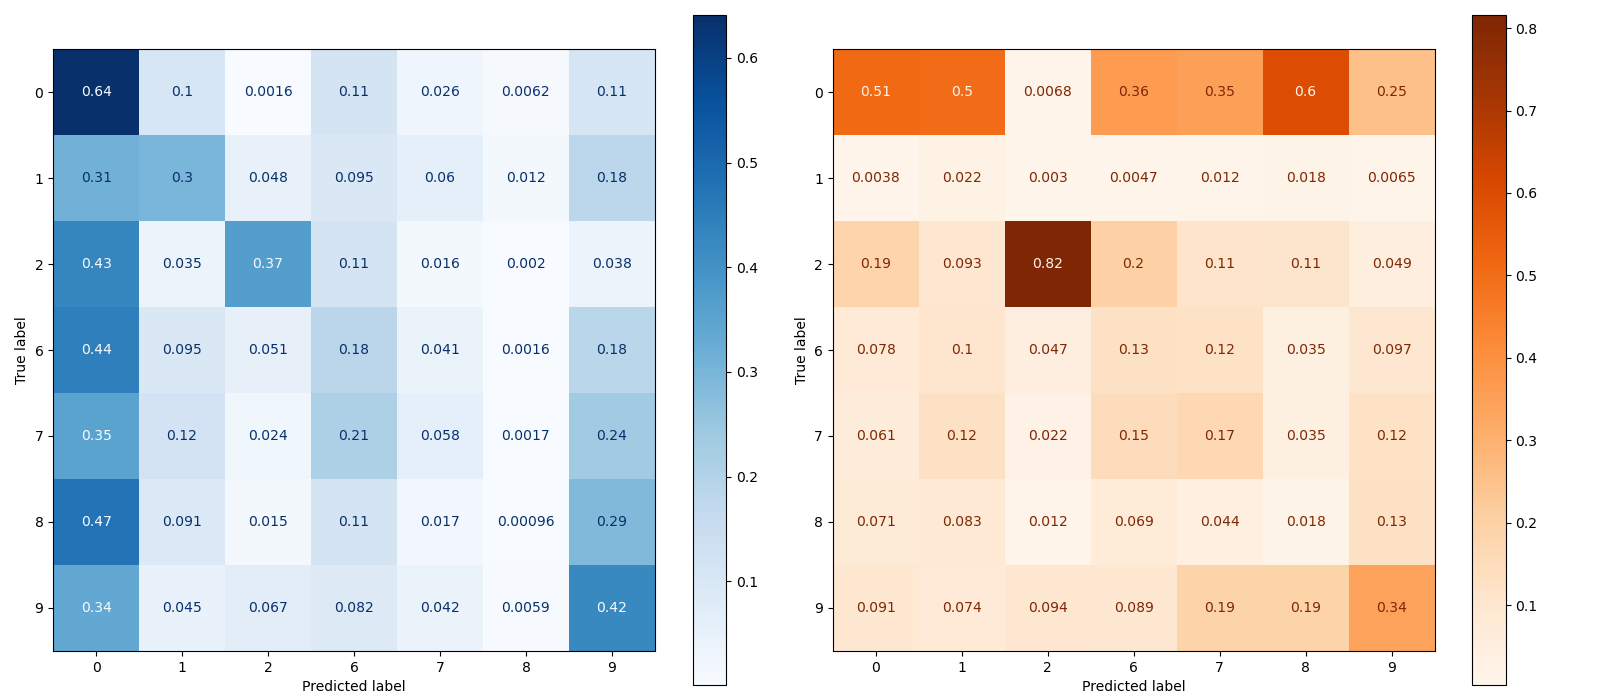 0 0.64 0.1 0.0016 0.11 0.026 0.0062 0.11
1 0.31 0.3 0.048 0.095 0.06 0.012 0.18
2 0.43 0.035 0.37 0.11 0.016 0.002 0.038
6 0.44 0.095 0.051 0.18 0.041 0.0016 0.18
7 0.35 0.12 0.024 0.21 0.058 0.0017 0.24
8 0.47 0.091 0.015 0.11 0.017 0.00096 0.29
9 0.34 0.045 0.067 0.082 0.042 0.0059 0.42
0 1 2 6 7 8 9
True label
Predicted label
0.6
0.5
0.4
0.3
0.2
0.1
0 0.51 0.5 0.0068 0.36 0.35 0.6 0.25
1 0.0038 0.022 0.003 0.0047 0.012 0.018 0.0065
2 0.19 0.093 0.82 0.2 0.11 0.11 0.049
6 0.078 0.1 0.047 0.13 0.12 0.035 0.097
7 0.061 0.12 0.022 0.15 0.17 0.035 0.12
8 0.071 0.083 0.012 0.069 0.044 0.018 0.13
9 0.091 0.074 0.094 0.089 0.19 0.19 0.34
0 1 2 6 7 8 9
True label
Predicted label
0.8
0.7
0.6
0.5
0.4
0.3
0.2
0.1